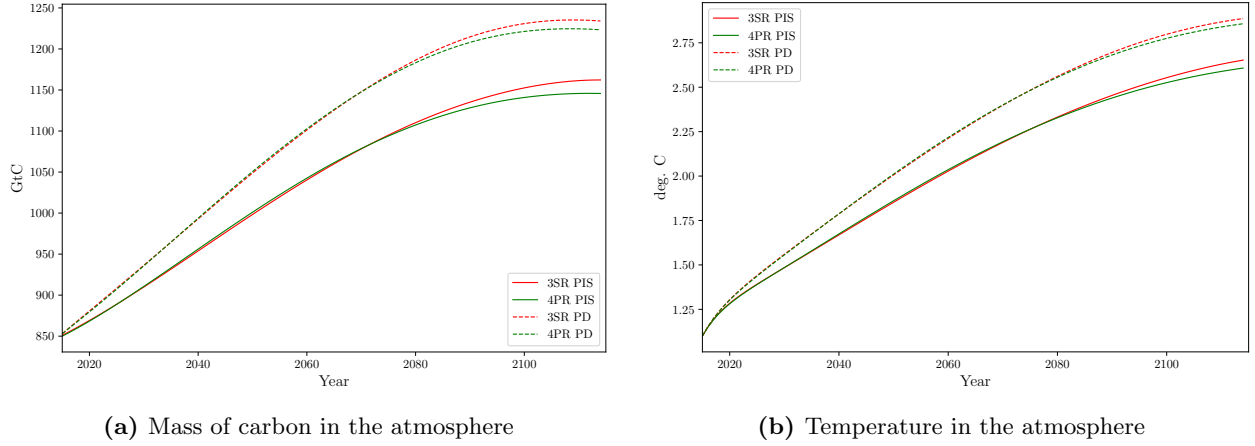 1250
1200
1150
1100
1050
1000
950
900
850
GtC
2020
2040
2060
2080
2100
Year
3SR PIS
4PR PIS
3SR PD
4PR PD
(a) Mass of carbon in the atmosphere
3SR PIS
4PR PIS
3SR PD
4PR PD
2.75
2.50
2.25
2.00
1.75
1.50
1.25
deg. C
2020
2040
2060
2080
2100
Year
(b) Temperature in the atmosphere